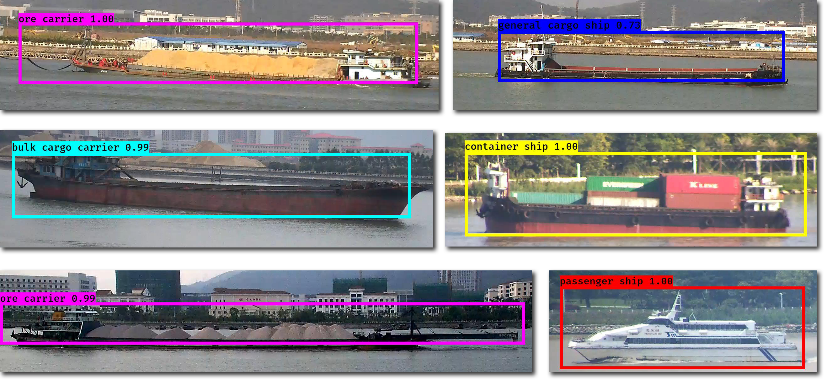 ore carrier 1.00
general cargo ship 0.73
bulk cargo carrier 0.99
container ship 1.00
EVERGREEN
K LINE
ore carrier 0.99
passenger ship 1.00